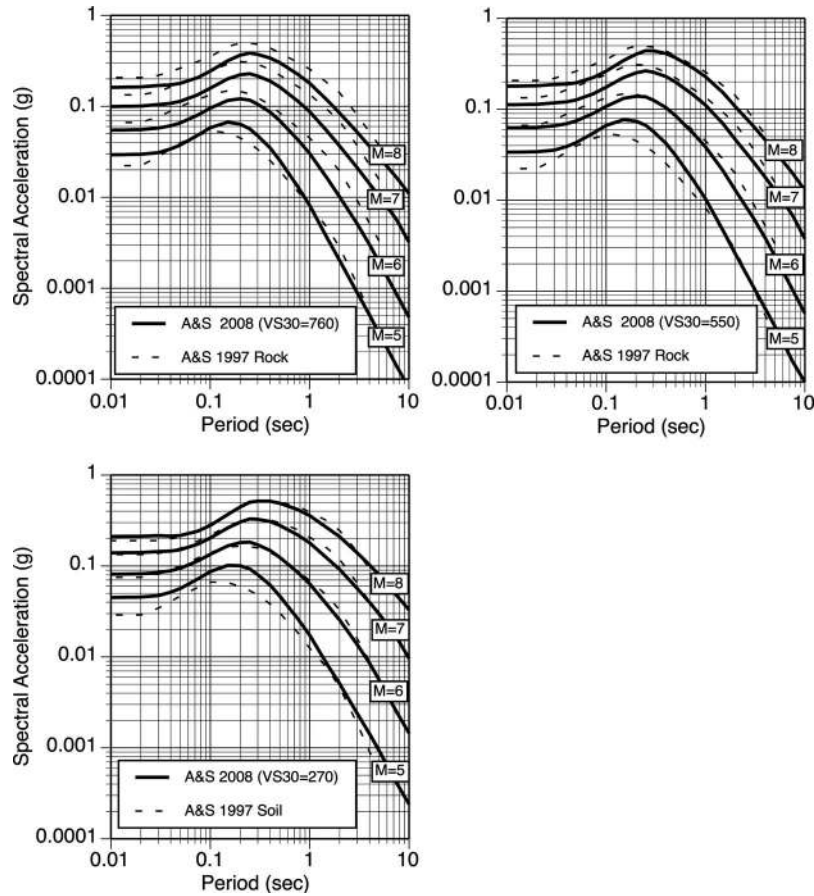 Spectral Acceleration (g)
1
0.1
0.01
0.001
0.0001
M=8
M=7
M=6
M=5
A&S 2008 (VS30=760)
A&S 1997 Rock
0.01 0.1 1 10
Period (sec)
1
0.1
0.01
0.001
0.0001
M=8
M=7
M=6
M=5
A&S 2008 (VS30=550)
A&S 1997 Rock
0.01 0.1 1 10
Period (sec)
Spectral Acceleration (g)
1
0.1
0.01
0.001
0.0001
M=8
M=7
M=6
M=5
A&S 2008 (VS30=270)
A&S 1997 Soil
0.01 0.1 1 10
Period (sec)